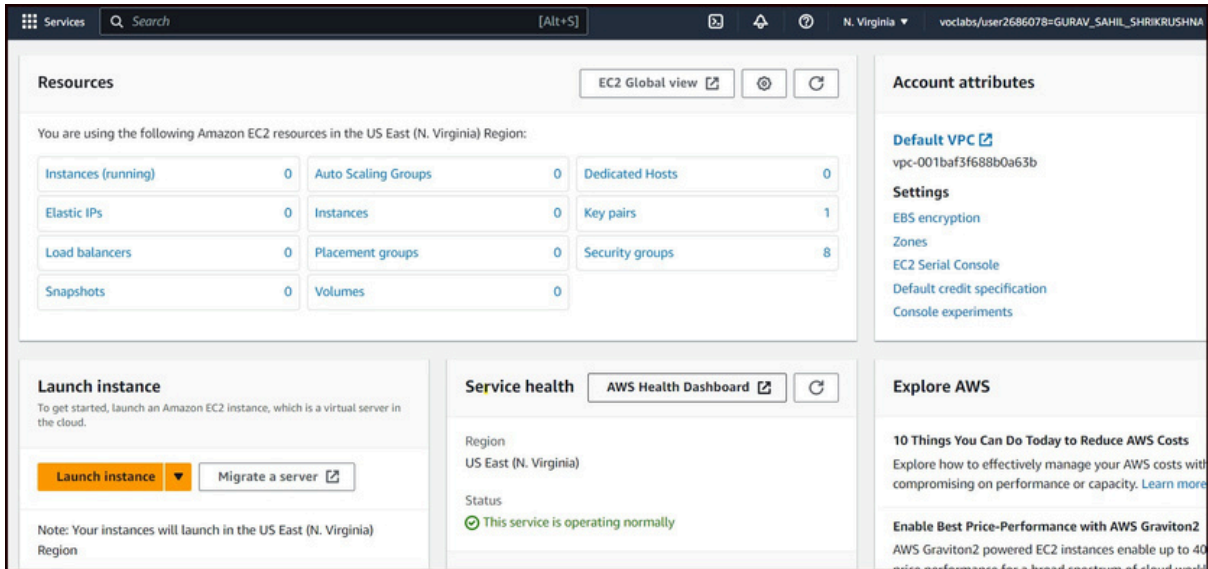 Services Search [Alt+S] N. Virginia voclabs/user2686078=GURAV_SAHIL_SHRIKRUSHNA
Resources
EC2 Global view
You are using the following Amazon EC2 resources in the US East (N. Virginia) Region:
Instances (running) 0 Auto Scaling Groups 0 Dedicated Hosts 0
Elastic IPs 0 Instances 0 Key pairs 1
Load balancers 0 Placement groups 0 Security groups 8
Snapshots 0 Volumes 0
Account attributes
Default VPC
vpc-001baf3f688b0a63b
Settings
EBS encryption
Zones
EC2 Serial Console
Default credit specification
Console experiments
Launch instance
To get started, launch an Amazon EC2 instance, which is a virtual server in
the cloud.
Launch instance Migrate a server
Note: Your instances will launch in the US East (N. Virginia)
Region
Service health AWS Health Dashboard
Region
US East (N. Virginia)
Status
This service is operating normally
Explore AWS
10 Things You Can Do Today to Reduce AWS Costs
Explore how to effectively manage your AWS costs with
compromising on performance or capacity. Learn more
Enable Best Price-Performance with AWS Graviton2
AWS Graviton2 powered EC2 instances enable up to 40